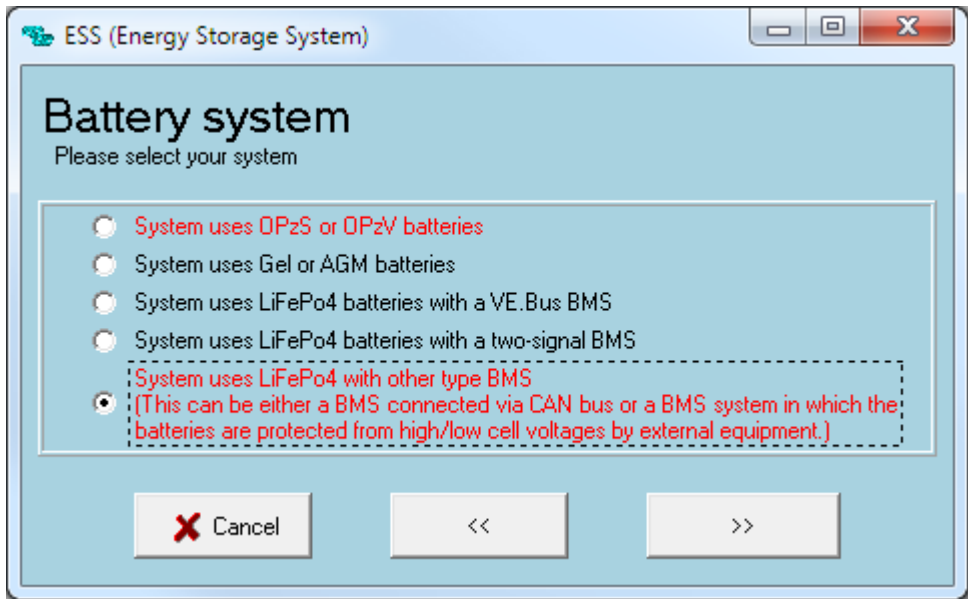 ESS (Energy Storage System)
Battery system
Please select your system
System uses OPzS or OPzV batteries
System uses Gel or AGM batteries
System uses LiFePo4 batteries with a VE.Bus BMS
System uses LiFePo4 batteries with a two-signal BMS
System uses LiFePo4 with other type BMS
(This can be either a BMS connected via CAN bus or a BMS system in which the
batteries are protected from high/low cell voltages by external equipment.)
Cancel
<<
>>